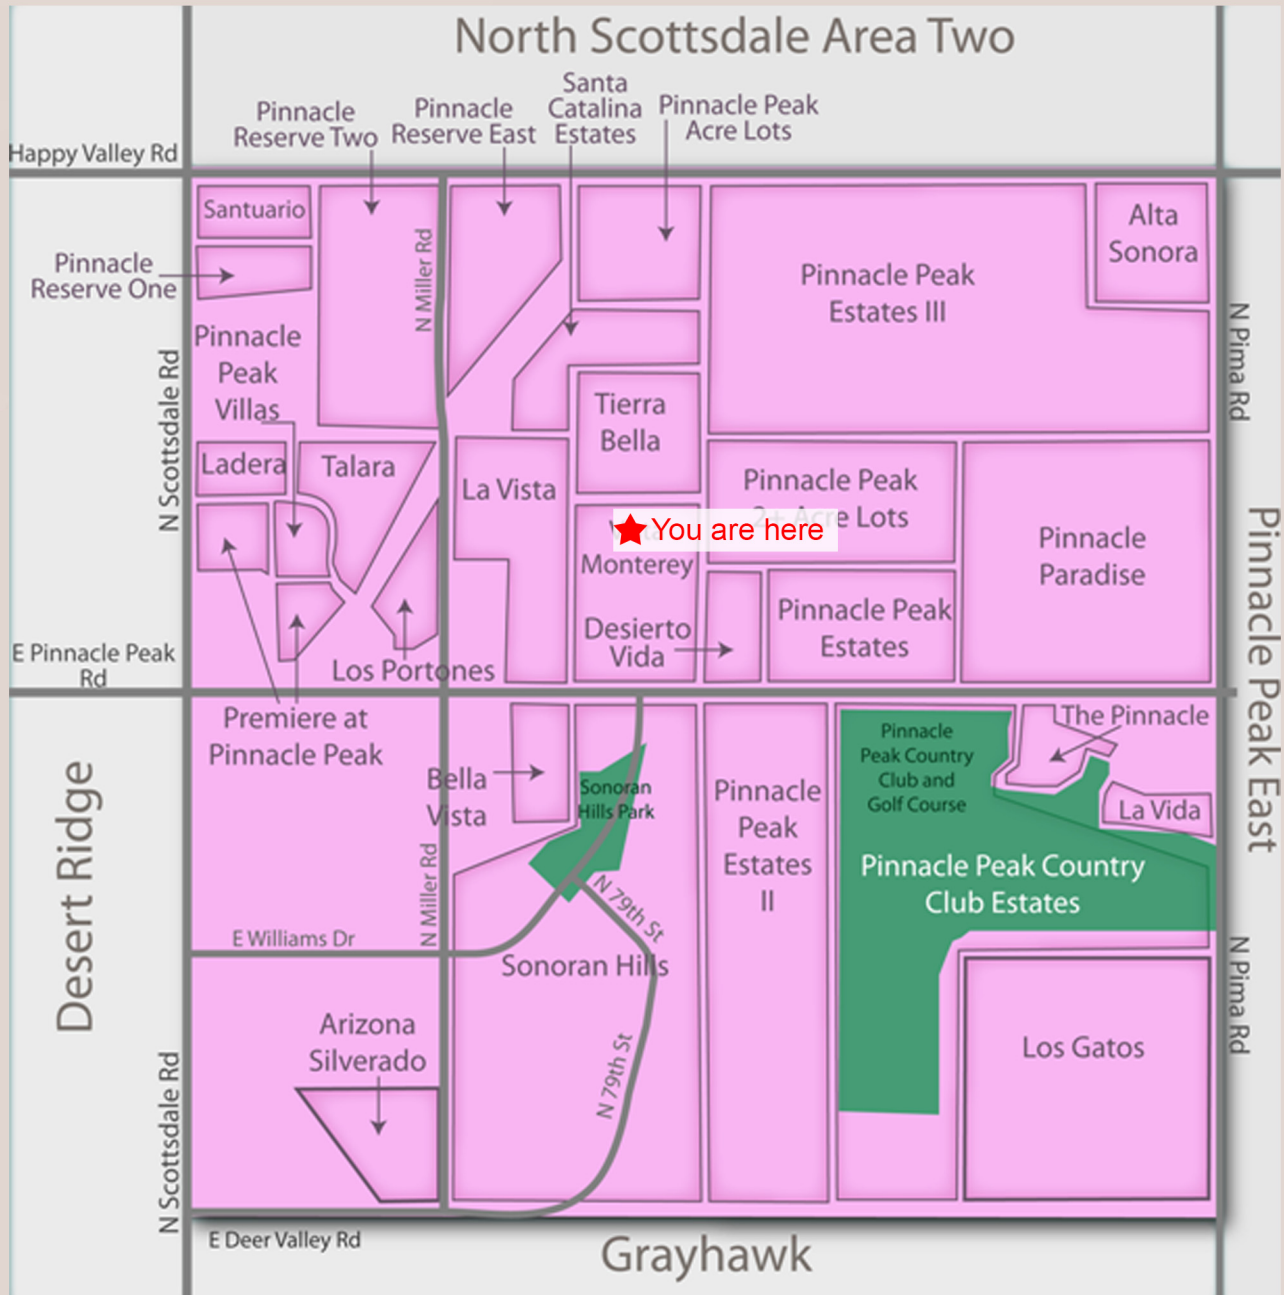 North Scottsdale Area Two
Santa
Catalina
Estates
Pinnacle
Reserve Two
Pinnacle
Reserve East
Pinnacle Peak
Acre Lots
Happy Valley Rd
Santuario
Alta
Sonora
Pinnacle
Reserve One
N Miller Rd
Pinnacle Peak
Estates III
N Pima Rd
Pinnacle
Peak
Villas
N Scottsdale Rd
Tierra
Bella
Ladera
Talara
La Vista
Pinnacle Peak
2+ Acre Lots
You are here
Monterey
Pinnacle
Paradise
Desierto
Vida
Pinnacle Peak
Estates
E Pinnacle Peak
Rd
Los Portones
Pinnacle Peak East
Premiere at
Pinnacle Peak
Bella
Vista
Sonoran
Hills Park
Pinnacle
Peak
Estates
II
Pinnacle
Peak Country
Club and
Golf Course
The Pinnacle
La Vida
Pinnacle Peak Country
Club Estates
Desert Ridge
N Miller Rd
N 79th St
E Williams Dr
Sonoran Hills
N Pima Rd
Arizona
Silverado
N 79th St
Los Gatos
N Scottsdale Rd
E Deer Valley Rd
Grayhawk